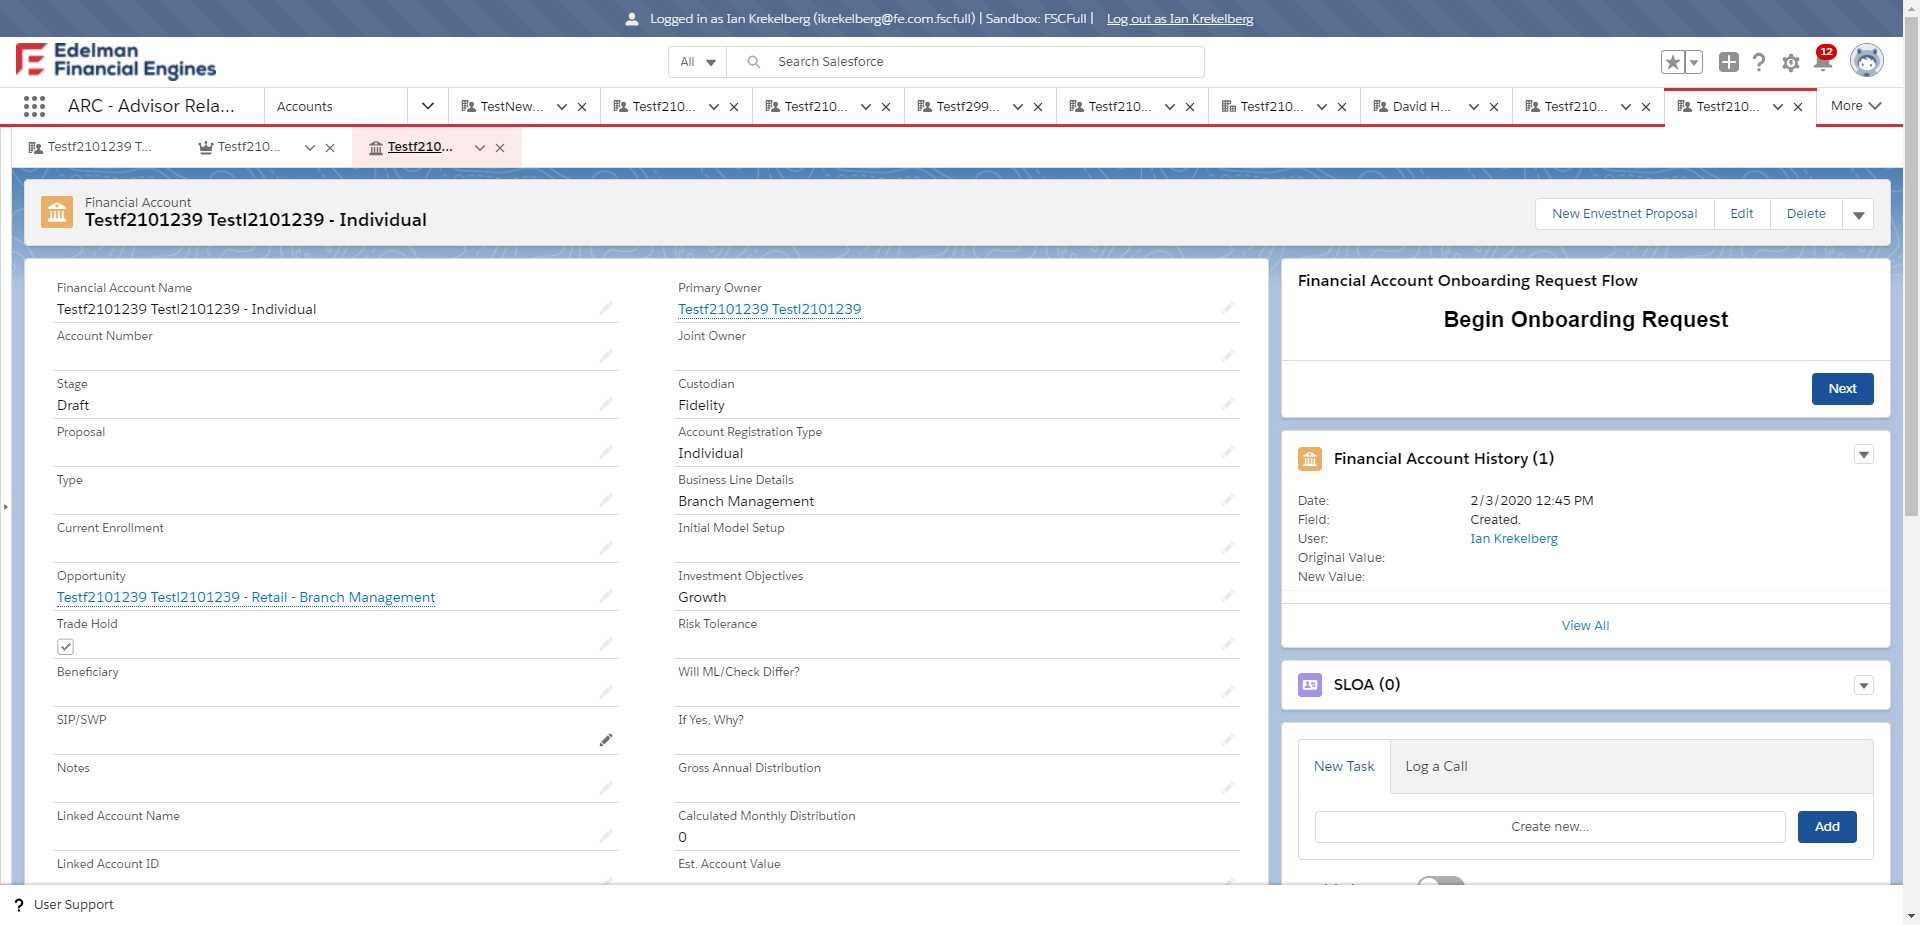 Logged in as Ian Krekelberg (ikrekelberg@fe.com.fscfull) | Sandbox: FSCFull | Log out as Ian Krekelberg
Edelman
Financial Engines
All
Search Salesforce
12
ARC - Advisor Rela...
Accounts
TestNew...
Testf210...
Testf210...
Testf299...
Testf210...
Testf210...
David H...
Testf210...
Testf210...
More
Testf2101239 T...
Testf210...
Testf210...
Financial Account
Testf2101239 Testl2101239 - Individual
New Envestnet Proposal
Edit
Delete
Financial Account Name
Testf2101239 Testl2101239 - Individual
Account Number
Stage
Draft
Proposal
Type
Current Enrollment
Opportunity
Testf2101239 Testl2101239 - Retail - Branch Management
Trade Hold
Beneficiary
SIP/SWP
Notes
Linked Account Name
Linked Account ID
Primary Owner
Testf2101239 Testl2101239
Joint Owner
Custodian
Fidelity
Account Registration Type
Individual
Business Line Details
Branch Management
Initial Model Setup
Investment Objectives
Growth
Risk Tolerance
Will ML/Check Differ?
If Yes, Why?
Gross Annual Distribution
Calculated Monthly Distribution
0
Est. Account Value
Financial Account Onboarding Request Flow
Begin Onboarding Request
Next
Financial Account History (1)
Date: 2/3/2020 12:45 PM
Field: Created.
User: Ian Krekelberg
Original Value:
New Value:
View All
SLOA (0)
New Task
Log a Call
Create new...
Add
? User Support